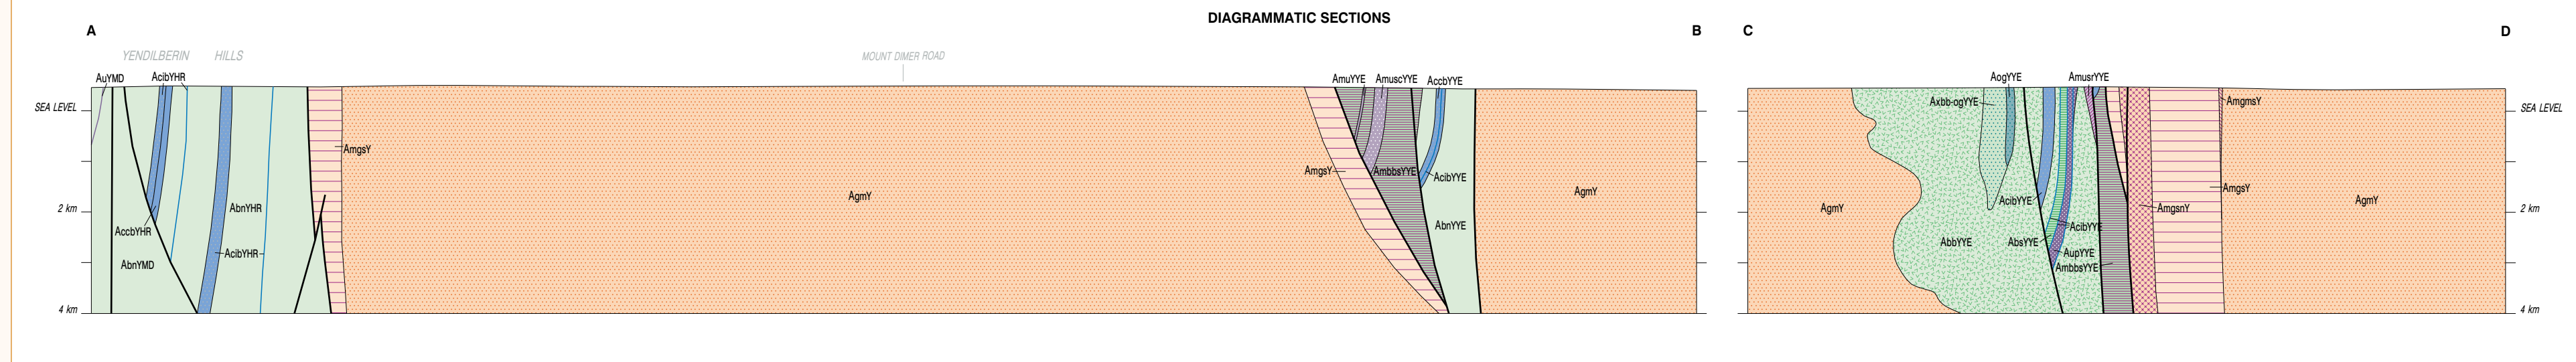 DIAGRAMMATIC SECTIONS
A
B
C
D
YENDILBERIN HILLS
MOUNT DIMER ROAD
AuYMD
AcibYHR
AmuYYE
AmuscYYE
AccbYYE
AogYYE
AmusrYYE
SEA LEVEL
Axbb-ogYYE
AmgmsY
SEA LEVEL
AmgsY
AmgsY
AmbbsYYE
AcibYYE
AmgsY
AgmY
AgmY
AgmY
AgmY
2 km
AbnYHR
AcibYYE
AmgsnY
2 km
AccbYHR
AbnYYE
AcibYYE
AbbYYE
AbsYYE
AcibYHR
AupYYE
AbnYMD
AmbbsYYE
4 km
4 km